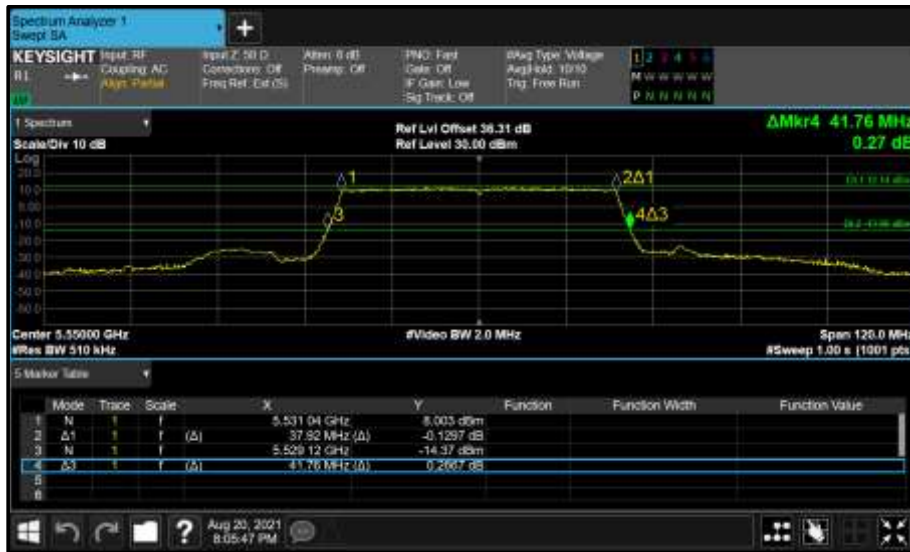 Spectrum Analyzer 1
Swept SA
+
KEYSIGHT Input: RF Input Z: 50 Ω Atten: 6 dB PNO: Fast #Avg Type: Voltage 1 2 3 4 5 6
Coupling: AC Corrections: Off Preamp: Off Gate: Off Avg|Hold: 10/10 M W W W W W
Align: Partial Freq Ref: Ext (S) IF Gain: Low Trig: Free Run
Sig Track: Off P N N N N N
1 Spectrum
Scale/Div 10 dB
Ref Lvl Offset 36.31 dB
Ref Level 30.00 dBm
ΔMkr4 41.76 MHz
0.27 dB
Log
20.0
10.0
0.00
-10.0
-20.0
-30.0
-40.0
-50.0
-60.0
1
2Δ1
3
4Δ3
Center 5.55000 GHz
#Video BW 2.0 MHz
Span 120.0 MHz
#Res BW 510 kHz
#Sweep 1.00 s (1001 pts
5 Marker Table
Mode Trace Scale X Y Function Function Width Function Value
1 N 1 f 5.531 04 GHz 8.003 dBm
2 Δ1 1 f (Δ) 37.92 MHz (Δ) -0.1297 dB
3 N 1 f 5.529 12 GHz -14.37 dBm
4 Δ3 1 f (Δ) 41.76 MHz (Δ) 0.2667 dB
5
6
?
Aug 20, 2021
8:05:47 PM